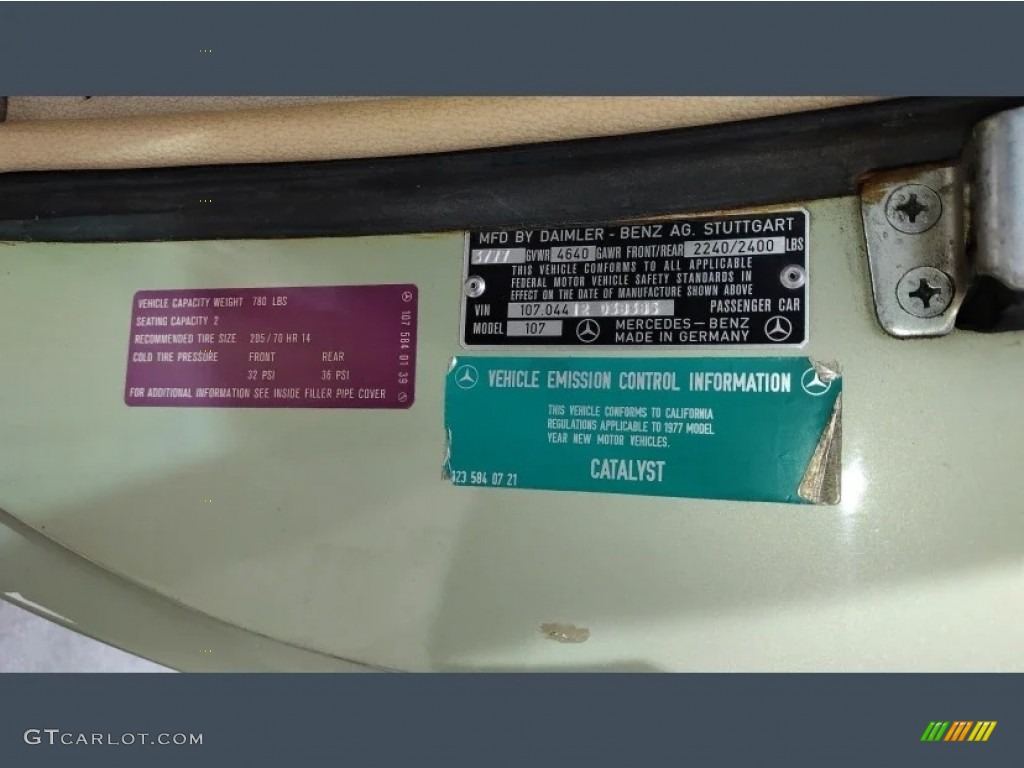 MFD BY DAIMLER - BENZ AG. STUTTGART
3/77 GVWR 4640 GAWR FRONT/REAR 2240/2400 LBS
THIS VEHICLE CONFORMS TO ALL APPLICABLE
FEDERAL MOTOR VEHICLE SAFETY STANDARDS IN
EFFECT ON THE DATE OF MANUFACTURE SHOWN ABOVE
VIN 107.044 12 PASSENGER CAR
MODEL 107 MERCEDES-BENZ
MADE IN GERMANY
VEHICLE CAPACITY WEIGHT 780 LBS
SEATING CAPACITY 2
RECOMMENDED TIRE SIZE 205/70 HR 14
COLD TIRE PRESSURE FRONT REAR
32 PSI 36 PSI
FOR ADDITIONAL INFORMATION SEE INSIDE FILLER PIPE COVER
107 584 01 39
VEHICLE EMISSION CONTROL INFORMATION
THIS VEHICLE CONFORMS TO CALIFORNIA
REGULATIONS APPLICABLE TO 1977 MODEL
YEAR NEW MOTOR VEHICLES.
CATALYST
123 584 07 21
GTCARLOT.COM